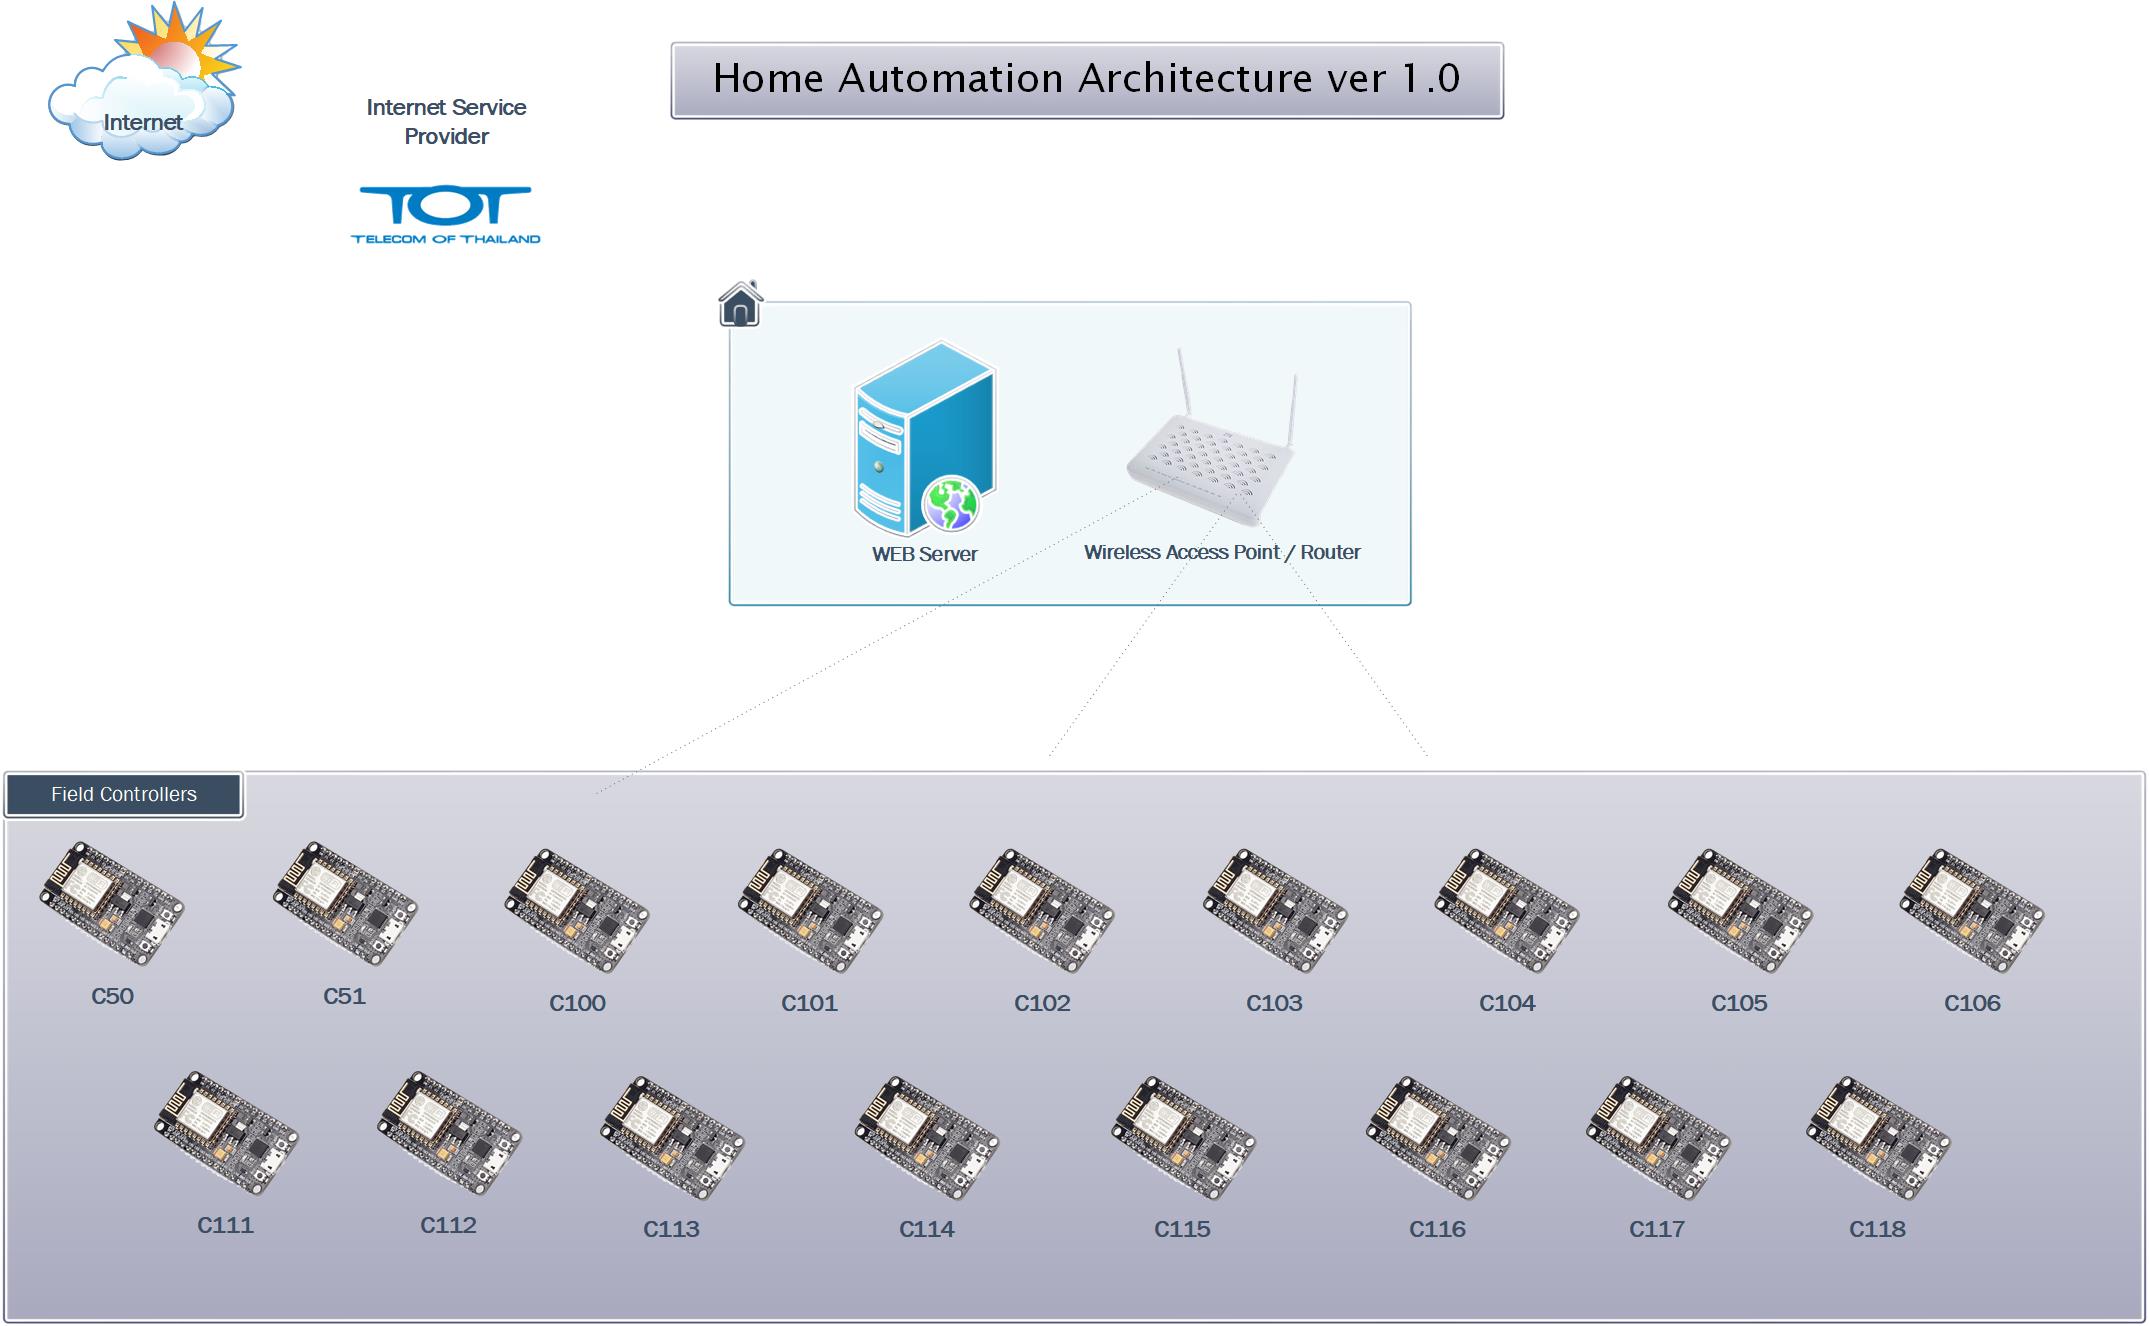 Internet
Internet Service
Provider
TOT
TELECOM OF THAILAND
Home Automation Architecture ver 1.0
WEB Server
Wireless Access Point / Router
Field Controllers
C50
C51
C100
C101
C102
C103
C104
C105
C106
C111
C112
C113
C114
C115
C116
C117
C118